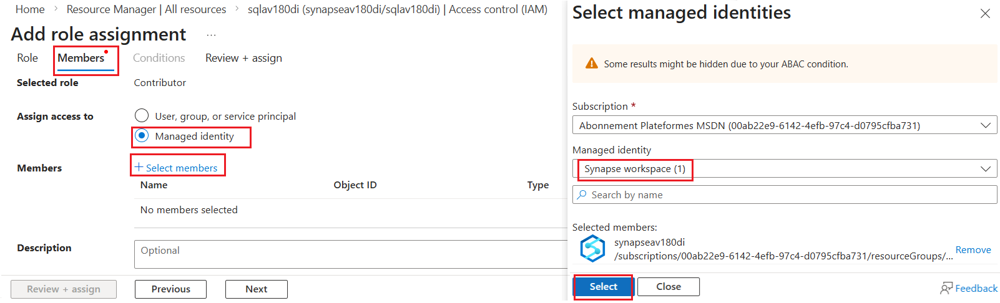 Home > Resource Manager | All resources > sqlav180di (synapseav180di/sqlav180di) | Access control (IAM)
Add role assignment ...
Role Members Conditions Review + assign
Selected role Contributor
Assign access to User, group, or service principal
Managed identity
Members + Select members
Name Object ID Type
No members selected
Description Optional
Review + assign Previous Next
Select managed identities
Some results might be hidden due to your ABAC condition.
Subscription *
Abonnement Plateformes MSDN (00ab22e9-6142-4efb-97c4-d0795cfba731)
Managed identity
Synapse workspace (1)
Search by name
Selected members:
synapseav180di
/subscriptions/00ab22e9-6142-4efb-97c4-d0795cfba731/resourceGroups/... Remove
Select Close
Feedback